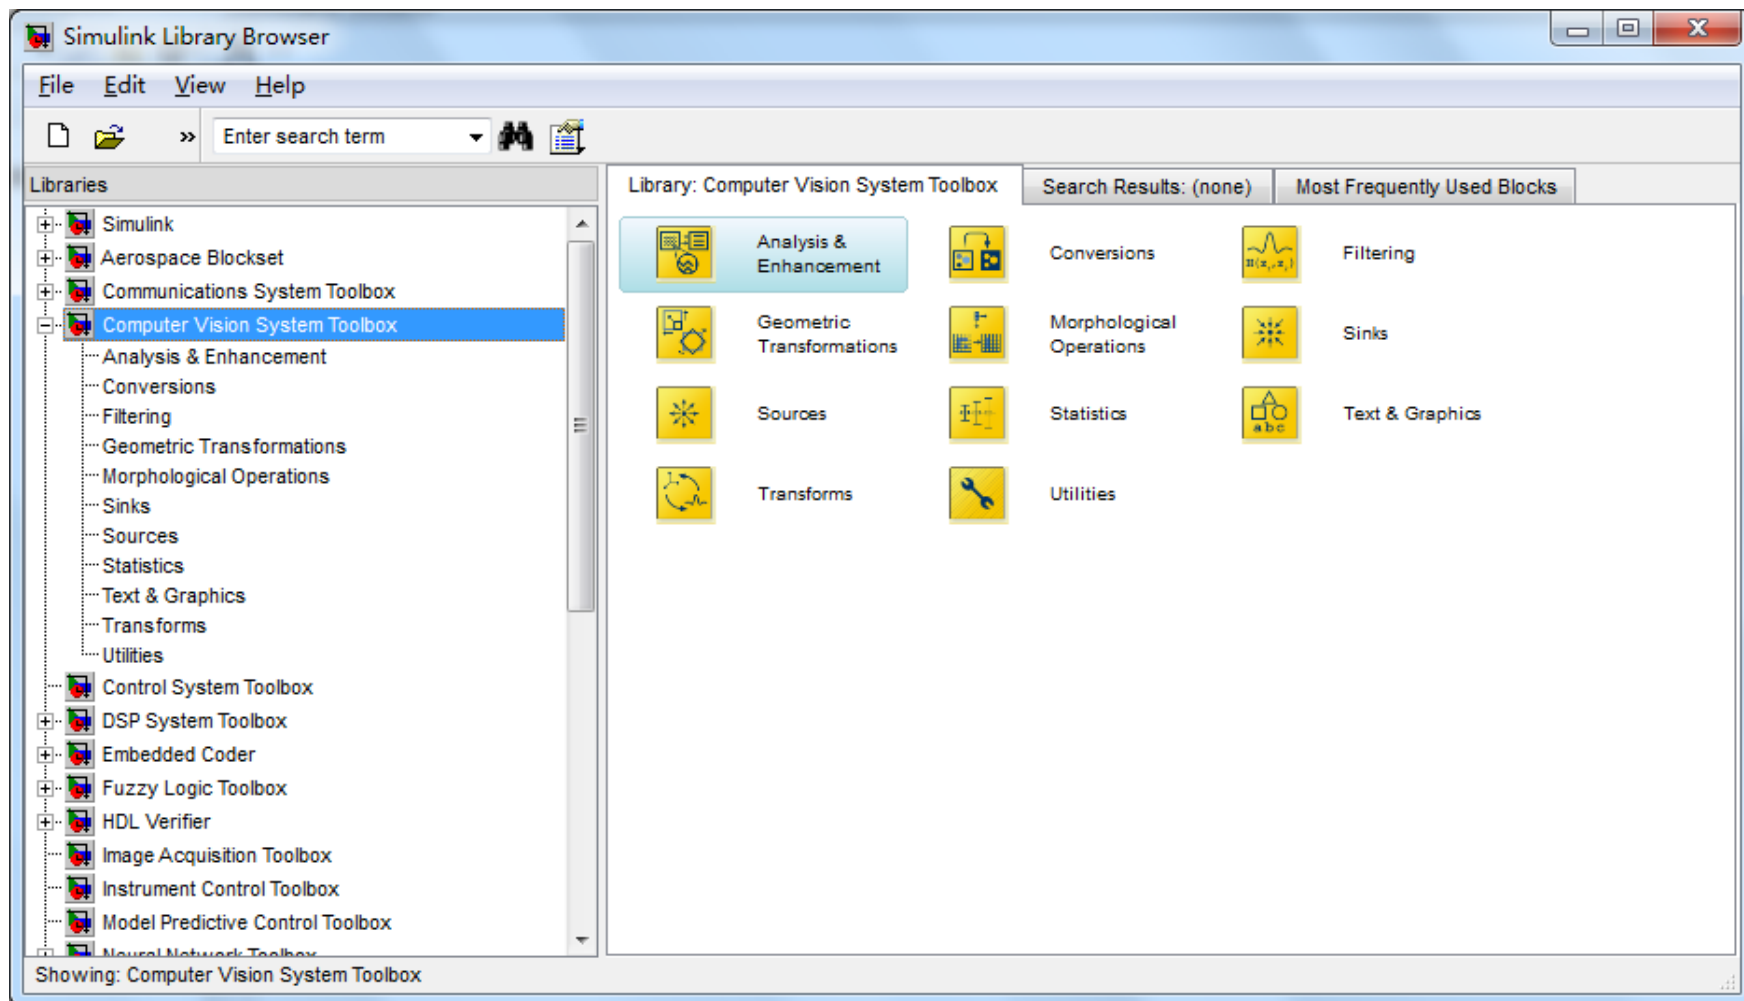 Simulink Library Browser
File Edit View Help
» Enter search term
Libraries
Simulink
Aerospace Blockset
Communications System Toolbox
Computer Vision System Toolbox
Analysis & Enhancement
Conversions
Filtering
Geometric Transformations
Morphological Operations
Sinks
Sources
Statistics
Text & Graphics
Transforms
Utilities
Control System Toolbox
DSP System Toolbox
Embedded Coder
Fuzzy Logic Toolbox
HDL Verifier
Image Acquisition Toolbox
Instrument Control Toolbox
Model Predictive Control Toolbox
Neural Network Toolbox
Library: Computer Vision System Toolbox
Search Results: (none)
Most Frequently Used Blocks
Analysis &
Enhancement
Conversions
Filtering
Geometric
Transformations
Morphological
Operations
Sinks
Sources
Statistics
abc
Text & Graphics
Transforms
Utilities
Showing: Computer Vision System Toolbox